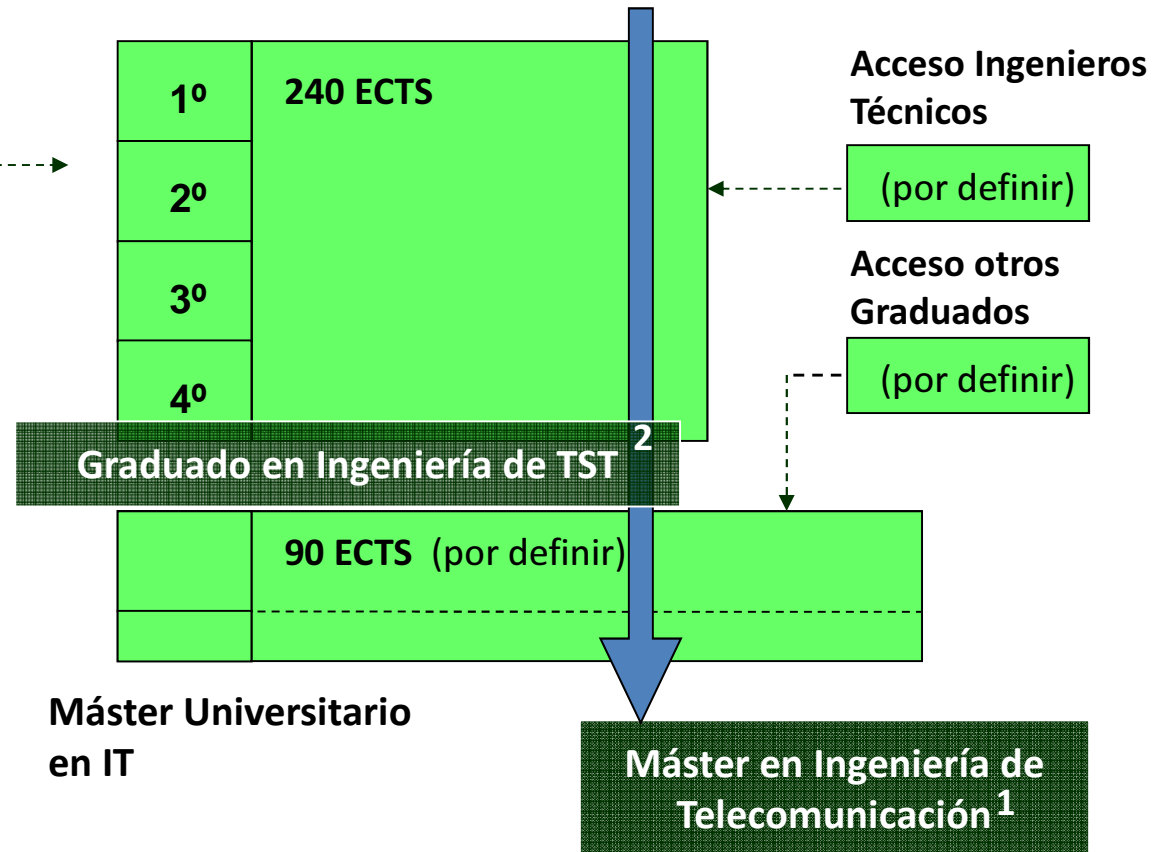 1º
240 ECTS
2º
3º
4º
Acceso Ingenieros
Técnicos
(por definir)
Acceso otros
Graduados
(por definir)
Graduado en Ingeniería de TST 2
90 ECTS (por definir)
Máster Universitario
en IT
Máster en Ingeniería de
Telecomunicación 1